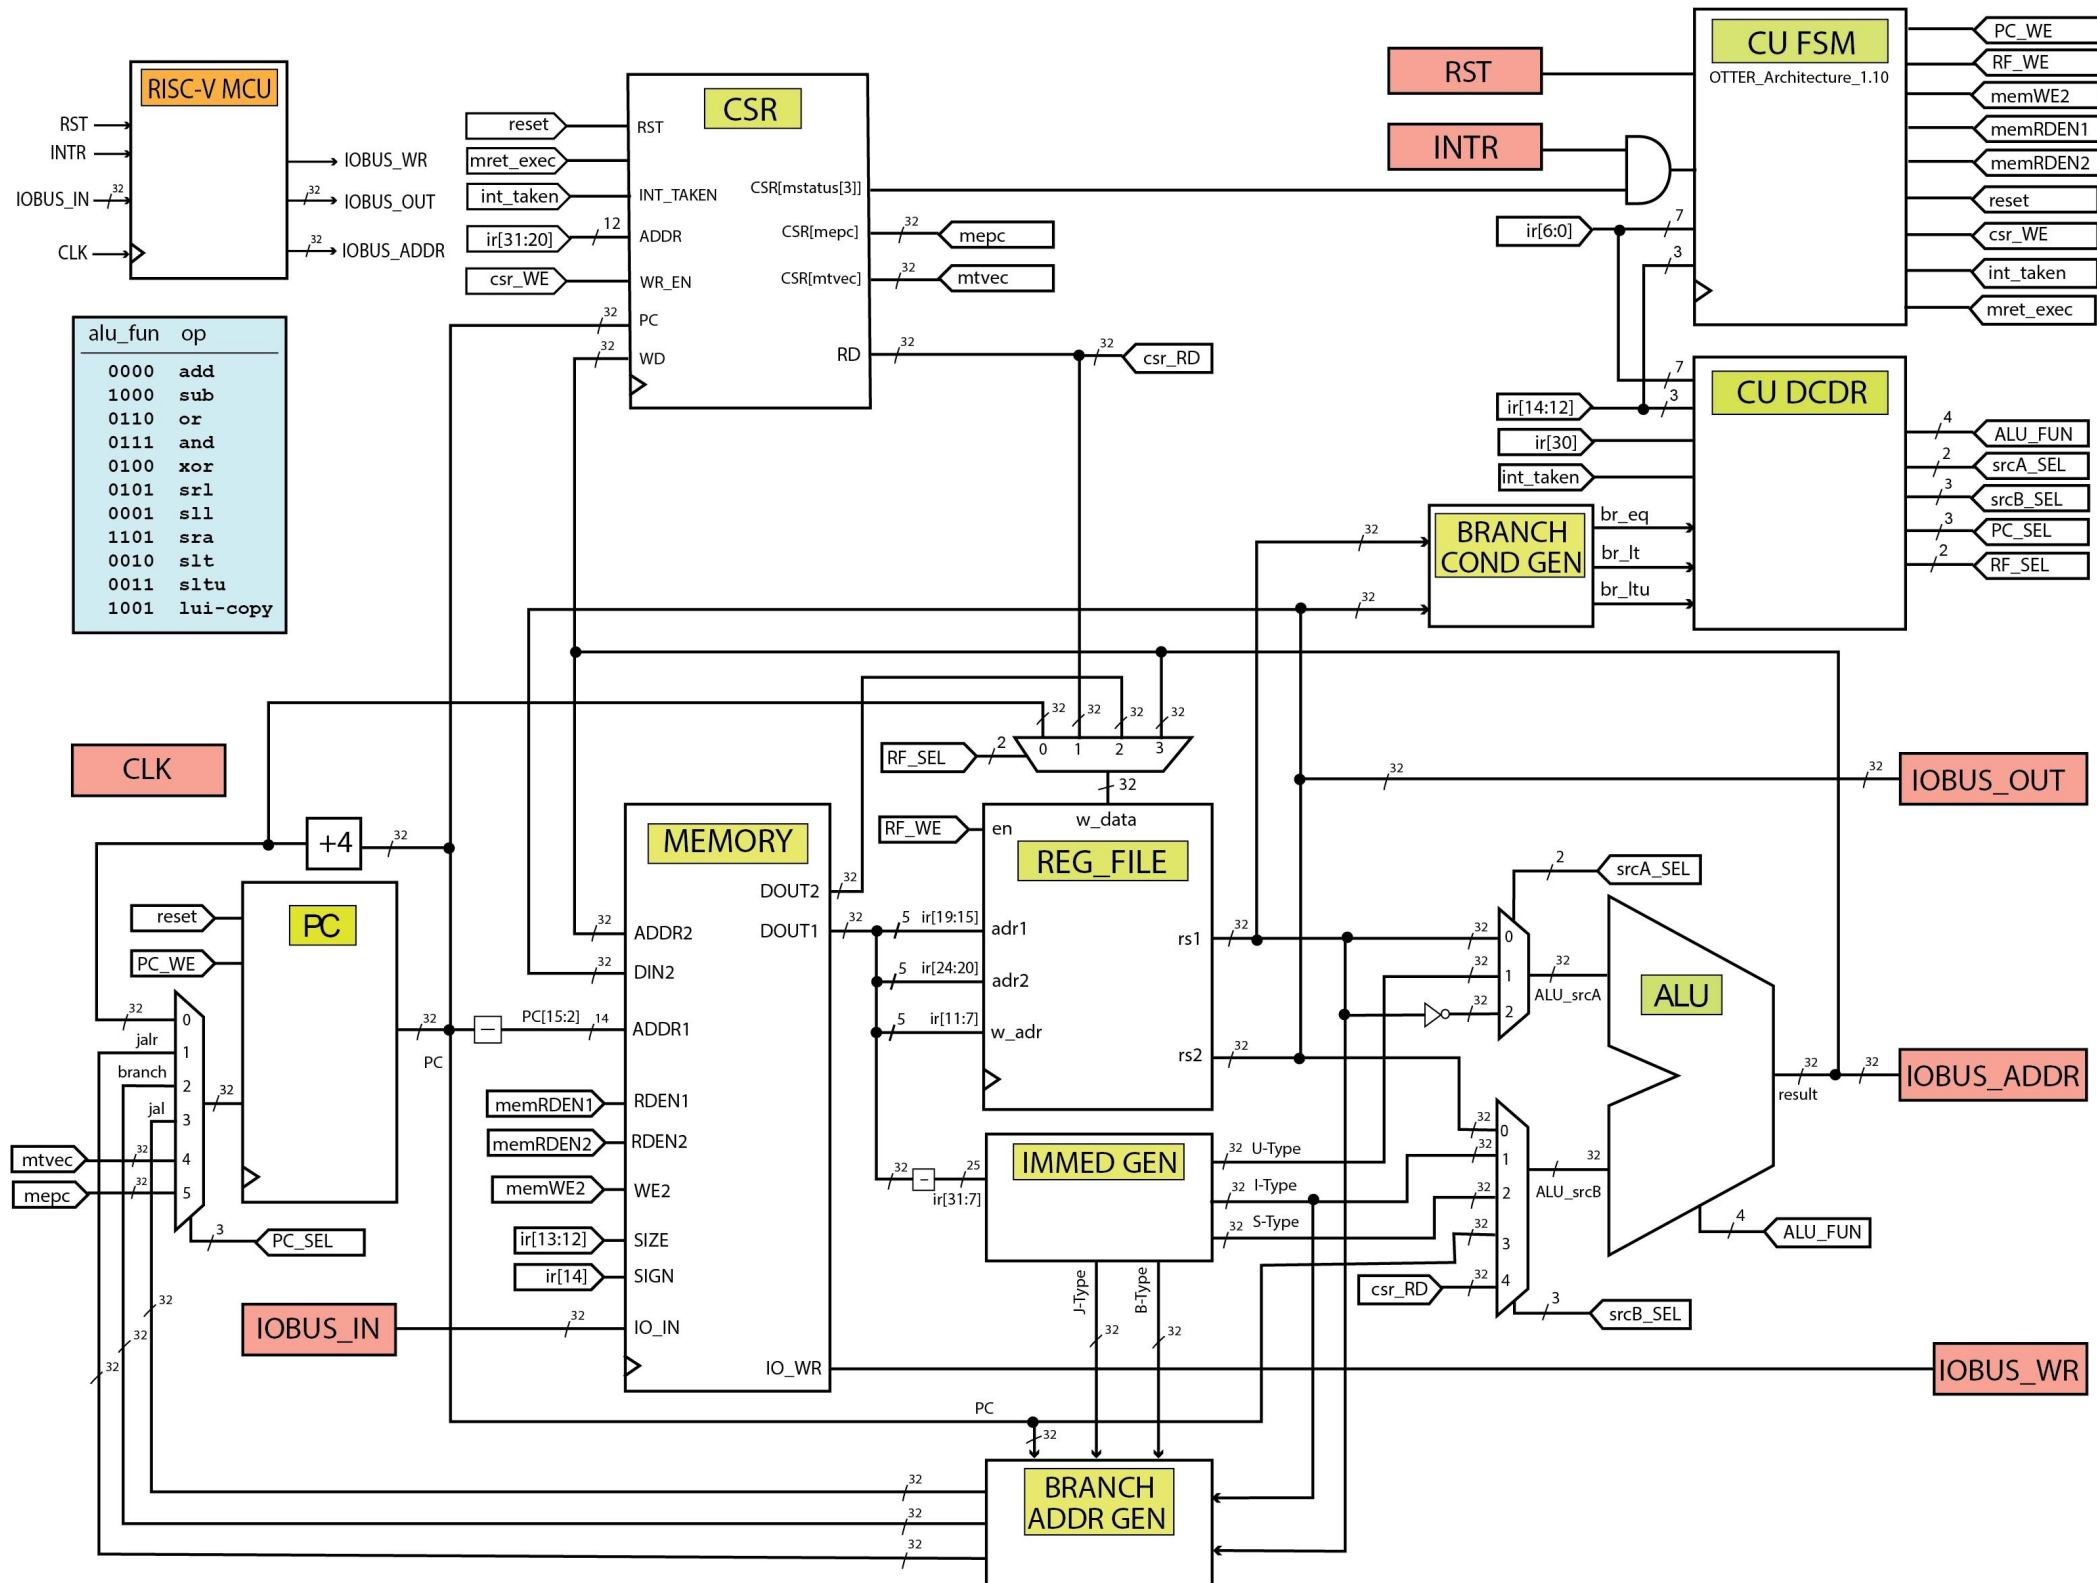 RISC-V MCU
RST
INTR
IOBUS_IN
32
CLK
IOBUS_WR
32
IOBUS_OUT
32
IOBUS_ADDR
alu_fun op
0000 add
1000 sub
0110 or
0111 and
0100 xor
0101 srl
0001 sll
1101 sra
0010 slt
0011 sltu
1001 lui-copy
CSR
reset
RST
mret_exec
int_taken
INT_TAKEN
ir[31:20]
12
ADDR
csr_WE
WR_EN
32
PC
32
WD
CSR[mstatus[3]]
CSR[mepc]
32
mepc
CSR[mtvec]
32
mtvec
RD
32
32
csr_RD
RST
INTR
CU FSM
OTTER_Architecture_1.10
ir[6:0]
7
3
PC_WE
RF_WE
memWE2
memRDEN1
memRDEN2
reset
csr_WE
int_taken
mret_exec
CU DCDR
7
ir[14:12]
3
ir[30]
int_taken
4
ALU_FUN
2
srcA_SEL
3
srcB_SEL
3
PC_SEL
2
RF_SEL
BRANCH
COND GEN
32
32
br_eq
br_lt
br_ltu
CLK
+4
32
PC
reset
PC_WE
32
0
jalr
1
branch
2
jal
3
mtvec
32
4
mepc
32
5
32
3
PC_SEL
32
PC
PC[15:2]
14
32
32
32
IOBUS_IN
32
MEMORY
DOUT2
32
DOUT1
32
32
ADDR2
32
DIN2
ADDR1
memRDEN1
RDEN1
memRDEN2
RDEN2
memWE2
WE2
ir[13:12]
SIZE
ir[14]
SIGN
IO_IN
IO_WR
32 32 32 32
0 1 2 3
RF_SEL
2
32
w_data
RF_WE
en
REG_FILE
5
ir[19:15]
adr1
5
ir[24:20]
adr2
5
ir[11:7]
w_adr
rs1
32
rs2
32
IMMED GEN
32
25
ir[31:7]
32
U-Type
32
I-Type
32
S-Type
J-Type
32
B-Type
32
32
32
IOBUS_OUT
2
srcA_SEL
32
0
32
1
32
2
32
ALU_srcA
ALU
32
0
32
1
32
2
32
3
csr_RD
32
4
32
ALU_srcB
3
srcB_SEL
4
ALU_FUN
32
result
32
IOBUS_ADDR
IOBUS_WR
PC
32
BRANCH
ADDR GEN
32
32
32